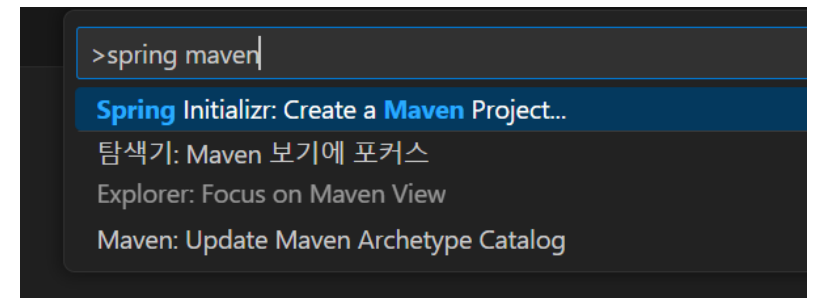 >spring maven
Spring Initializr: Create a Maven Project...
탐색기: Maven 보기에 포커스
Explorer: Focus on Maven View
Maven: Update Maven Archetype Catalog